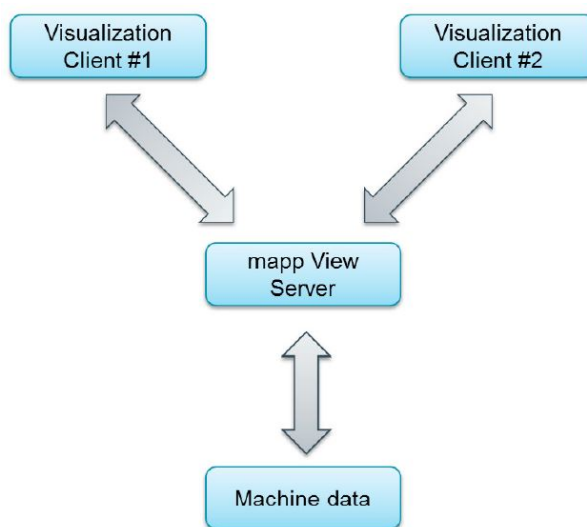 Visualization
Client #1
Visualization
Client #2
mapp View
Server
Machine data